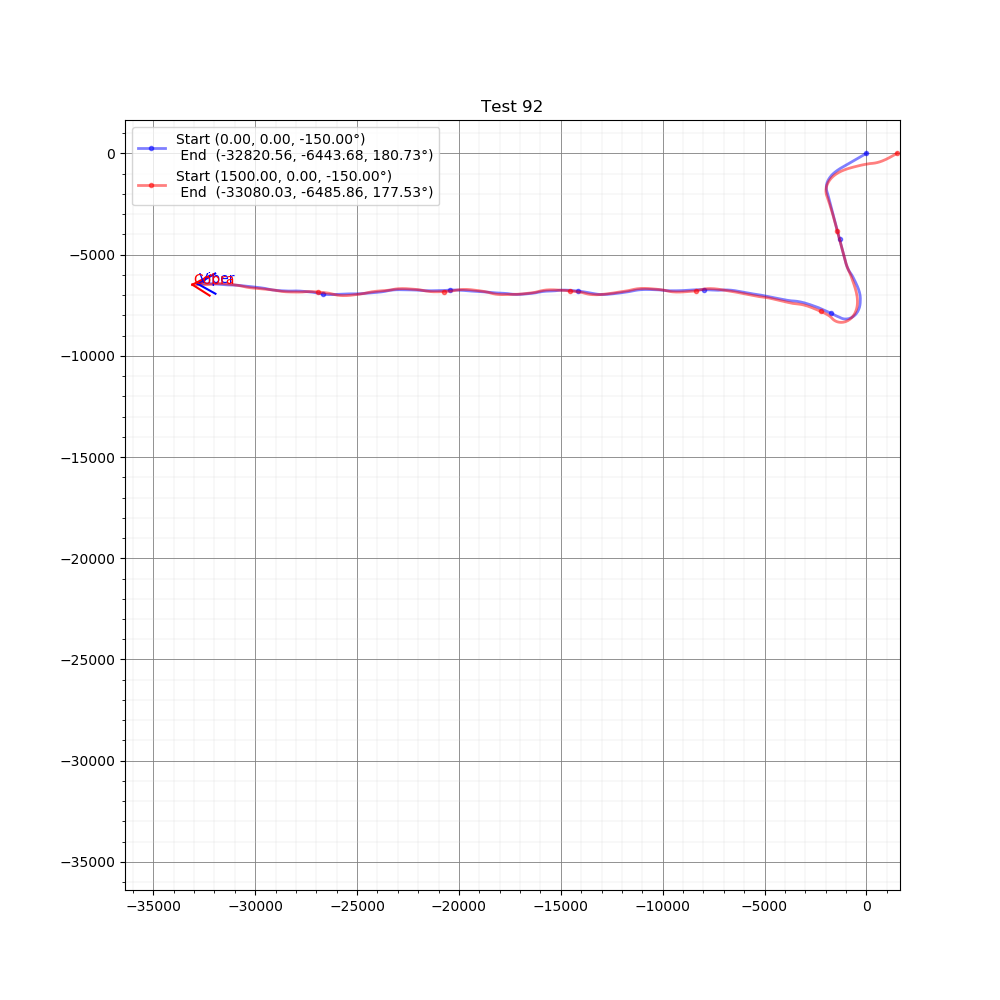 Test 92
Start (0.00, 0.00, -150.00°)
End  (-32820.56, -6443.68, 180.73°)
Start (1500.00, 0.00, -150.00°)
End  (-33080.03, -6485.86, 177.53°)
0
−5000
−10000
−15000
−20000
−25000
−30000
−35000
Viper
−35000 −30000 −25000 −20000 −15000 −10000 −5000 0